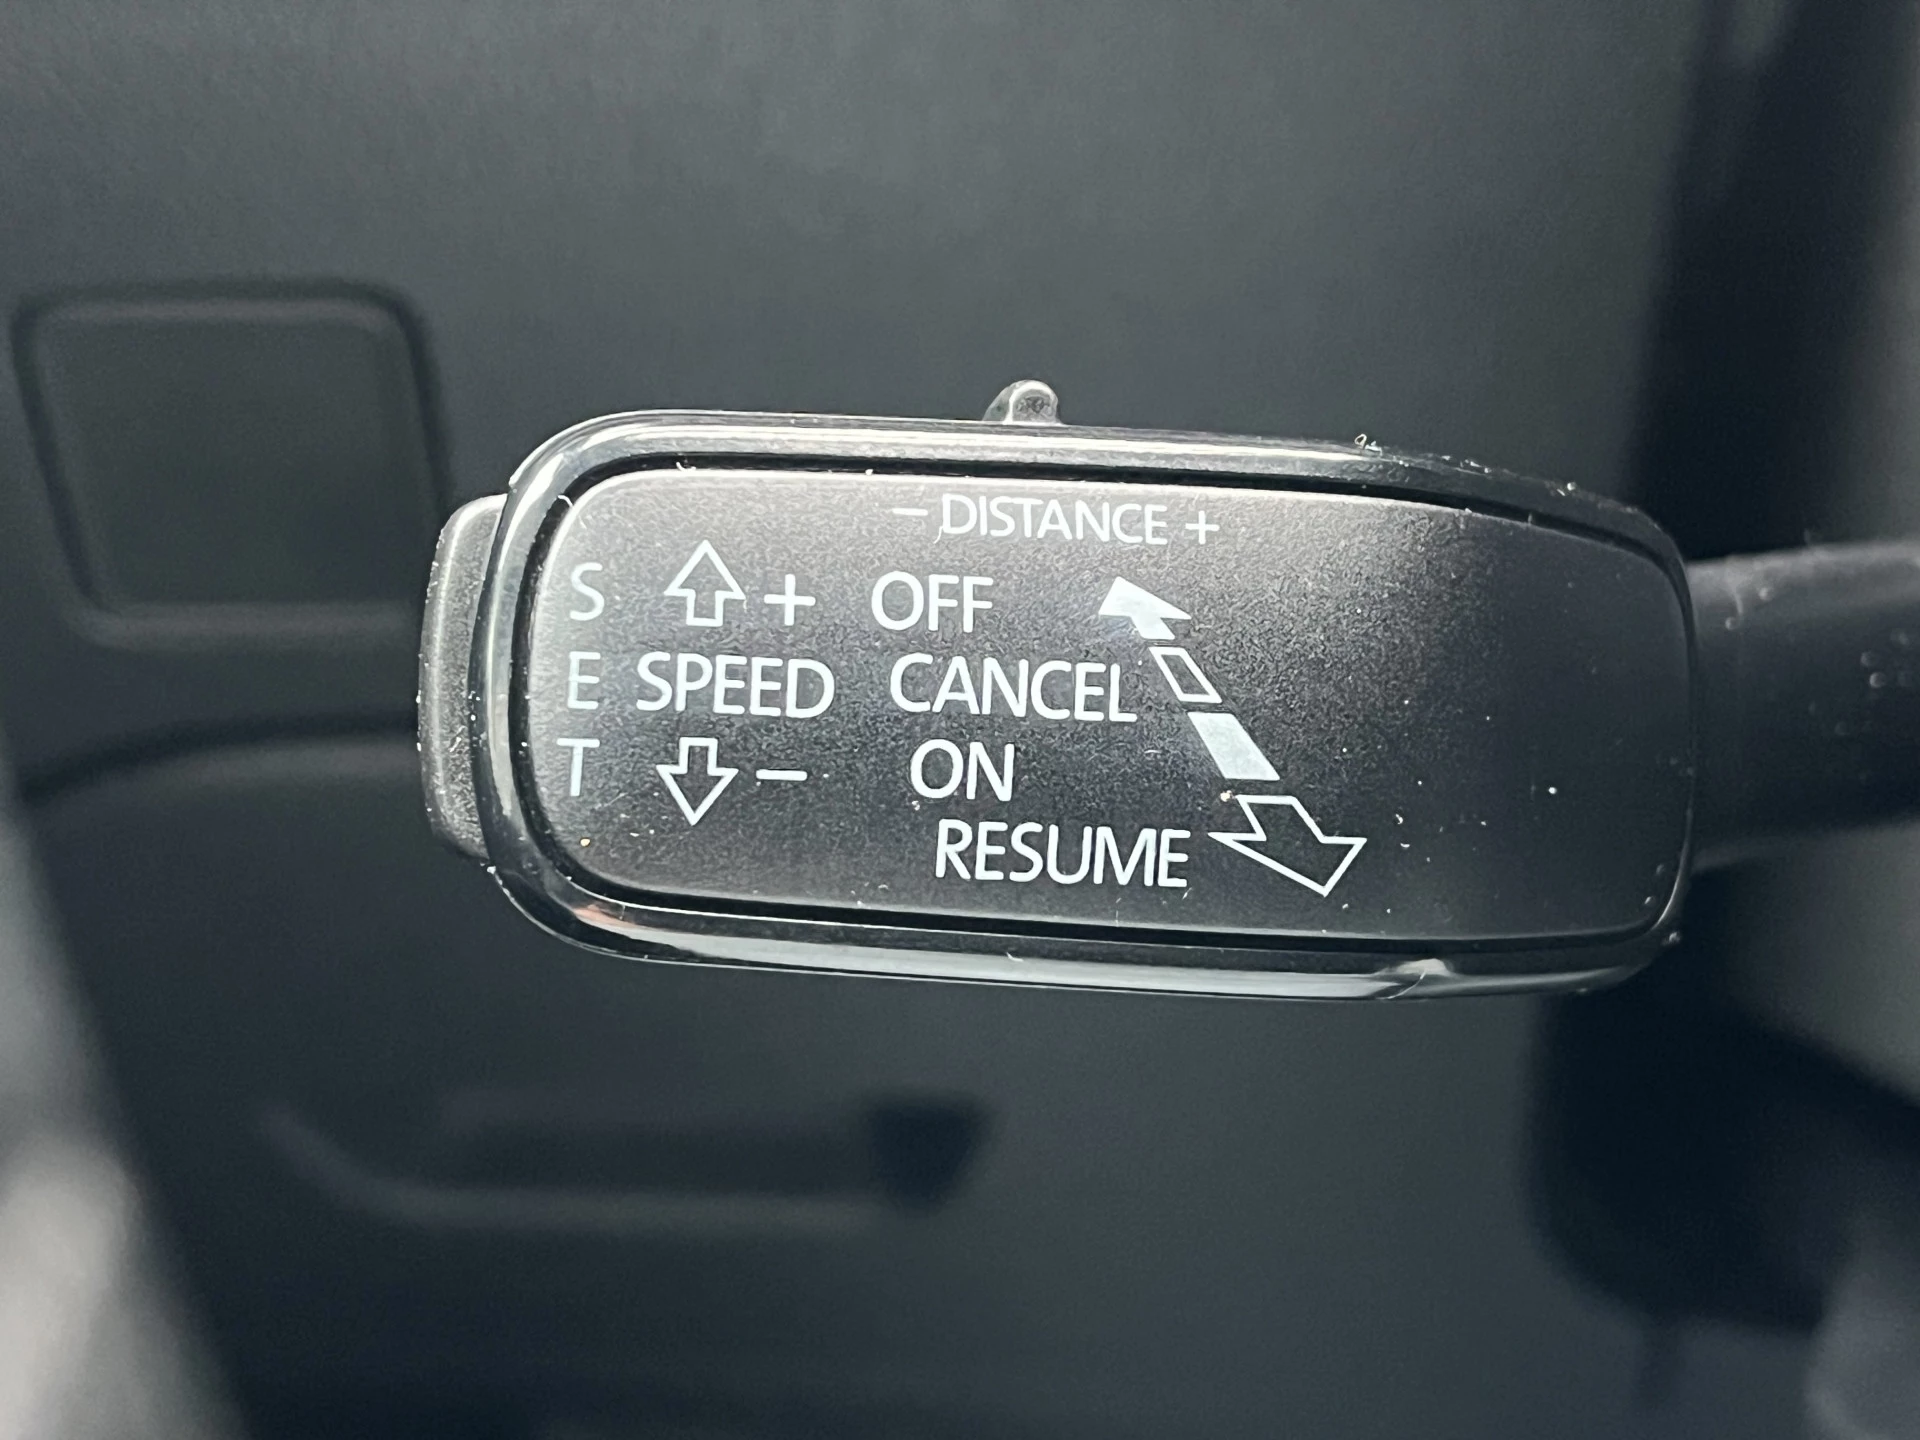 - DISTANCE +
S + OFF
E SPEED CANCEL
T - ON
RESUME